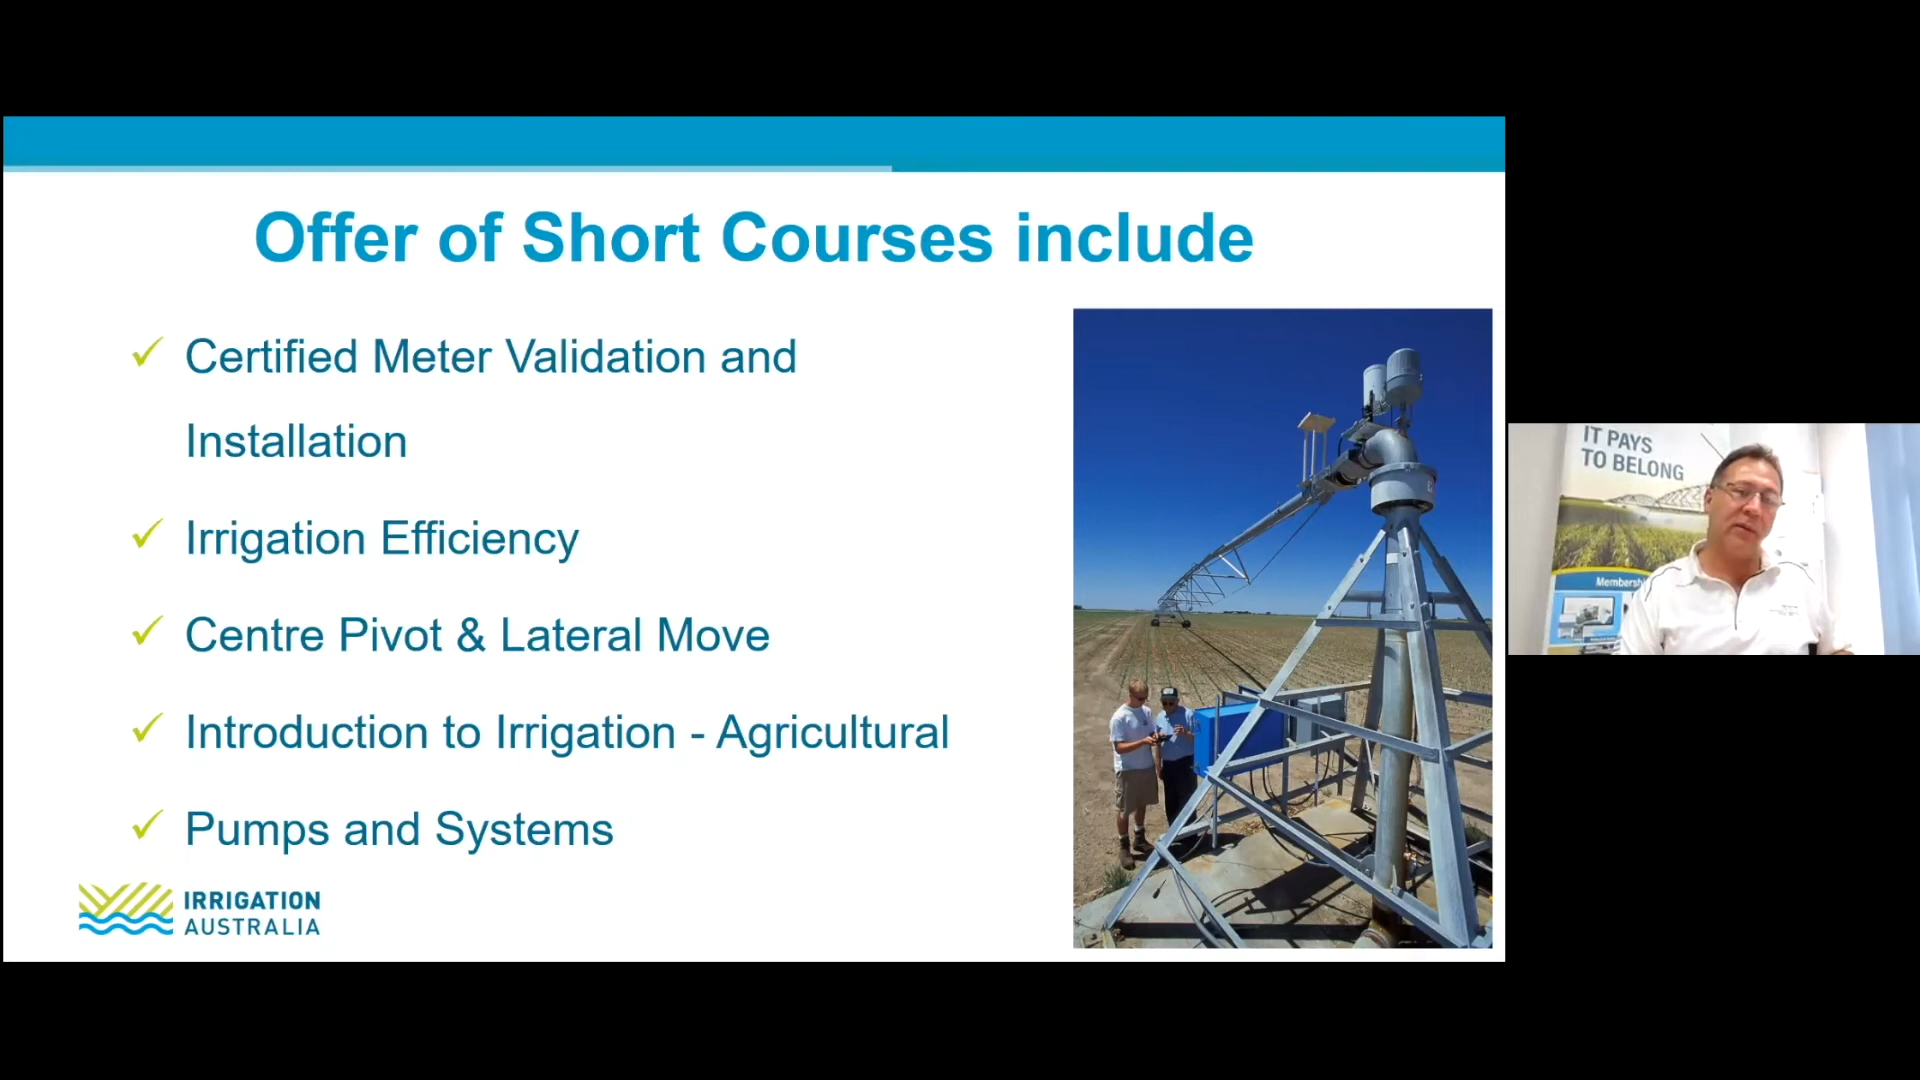 Offer of Short Courses include
✓ Certified Meter Validation and
Installation
✓ Irrigation Efficiency
✓ Centre Pivot & Lateral Move
✓ Introduction to Irrigation - Agricultural
✓ Pumps and Systems
IRRIGATION
AUSTRALIA
IT PAYS
TO BELONG